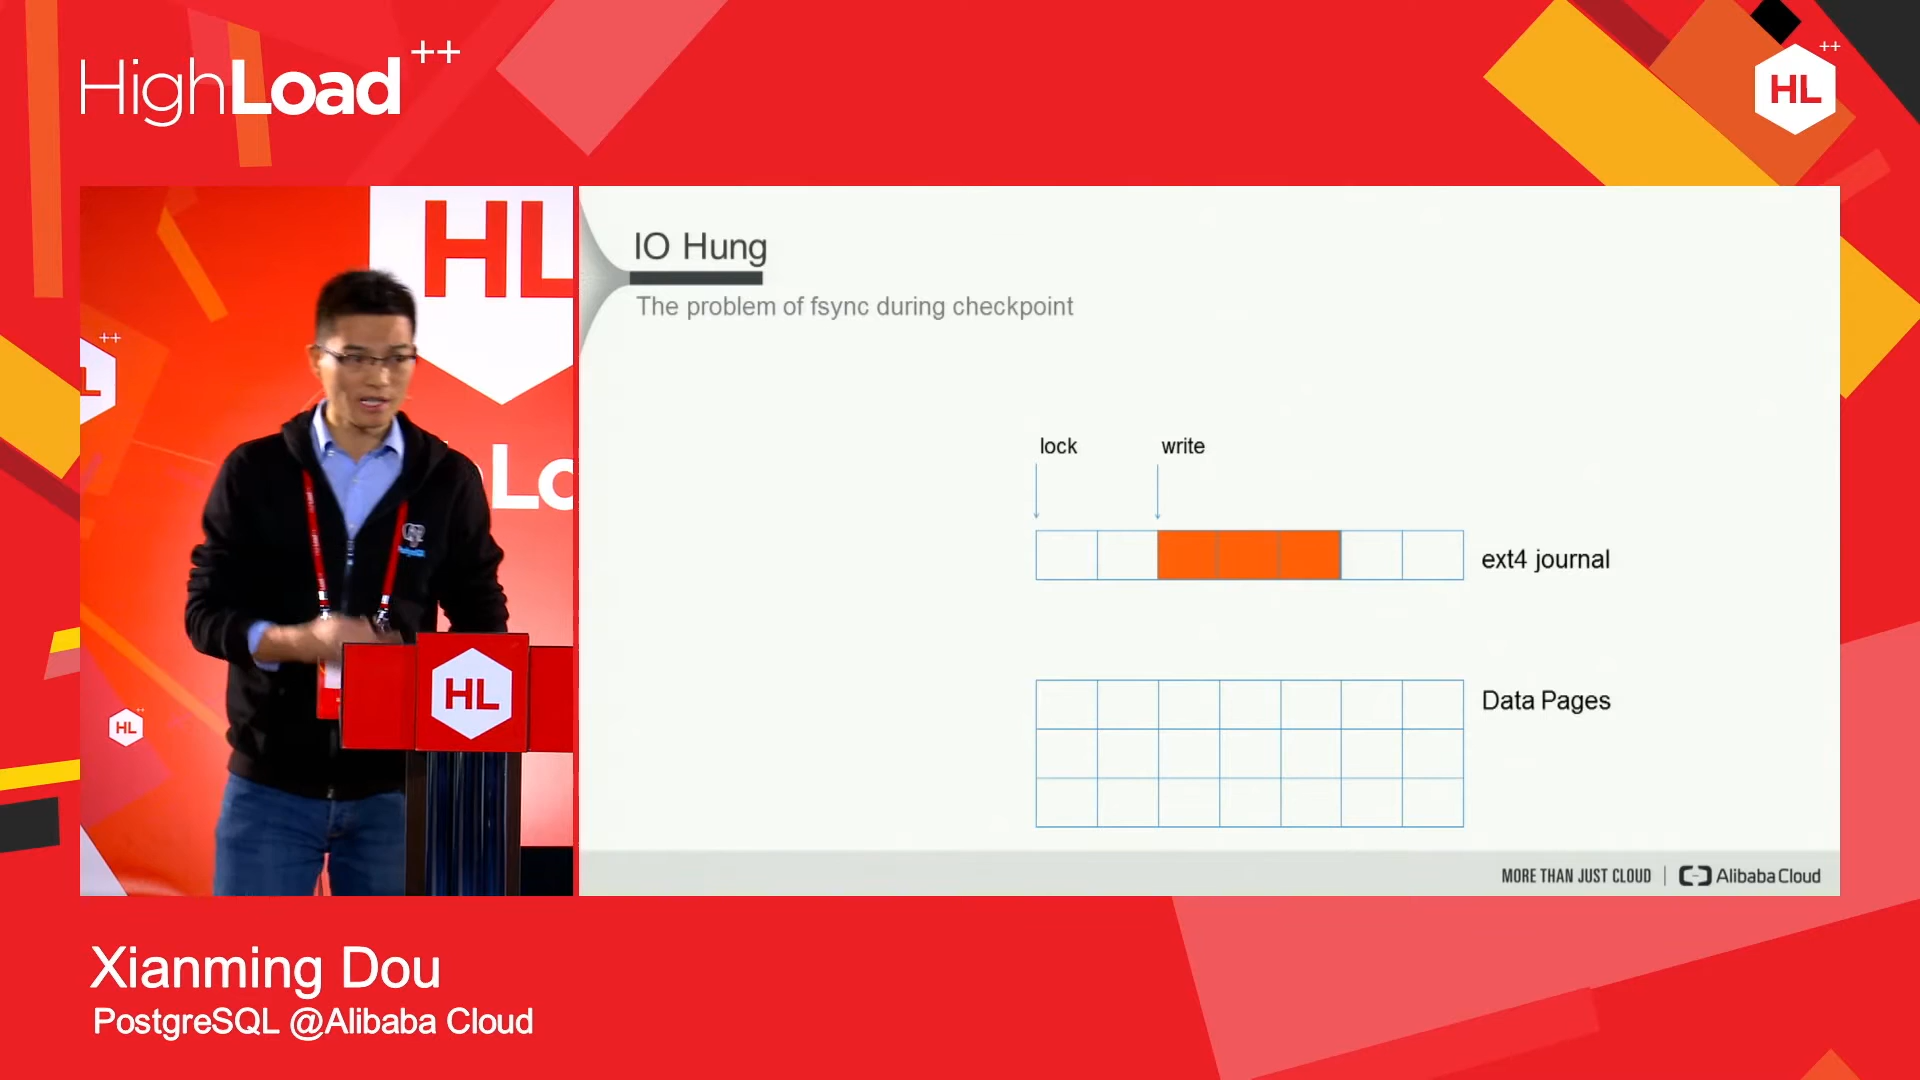 HighLoad++
HL++
HL
Lo
++
L
HL++
HL
IO Hung
The problem of fsync during checkpoint
lock
write
ext4 journal
Data Pages
MORE THAN JUST CLOUD | Alibaba Cloud
Xianming Dou
PostgreSQL @Alibaba Cloud